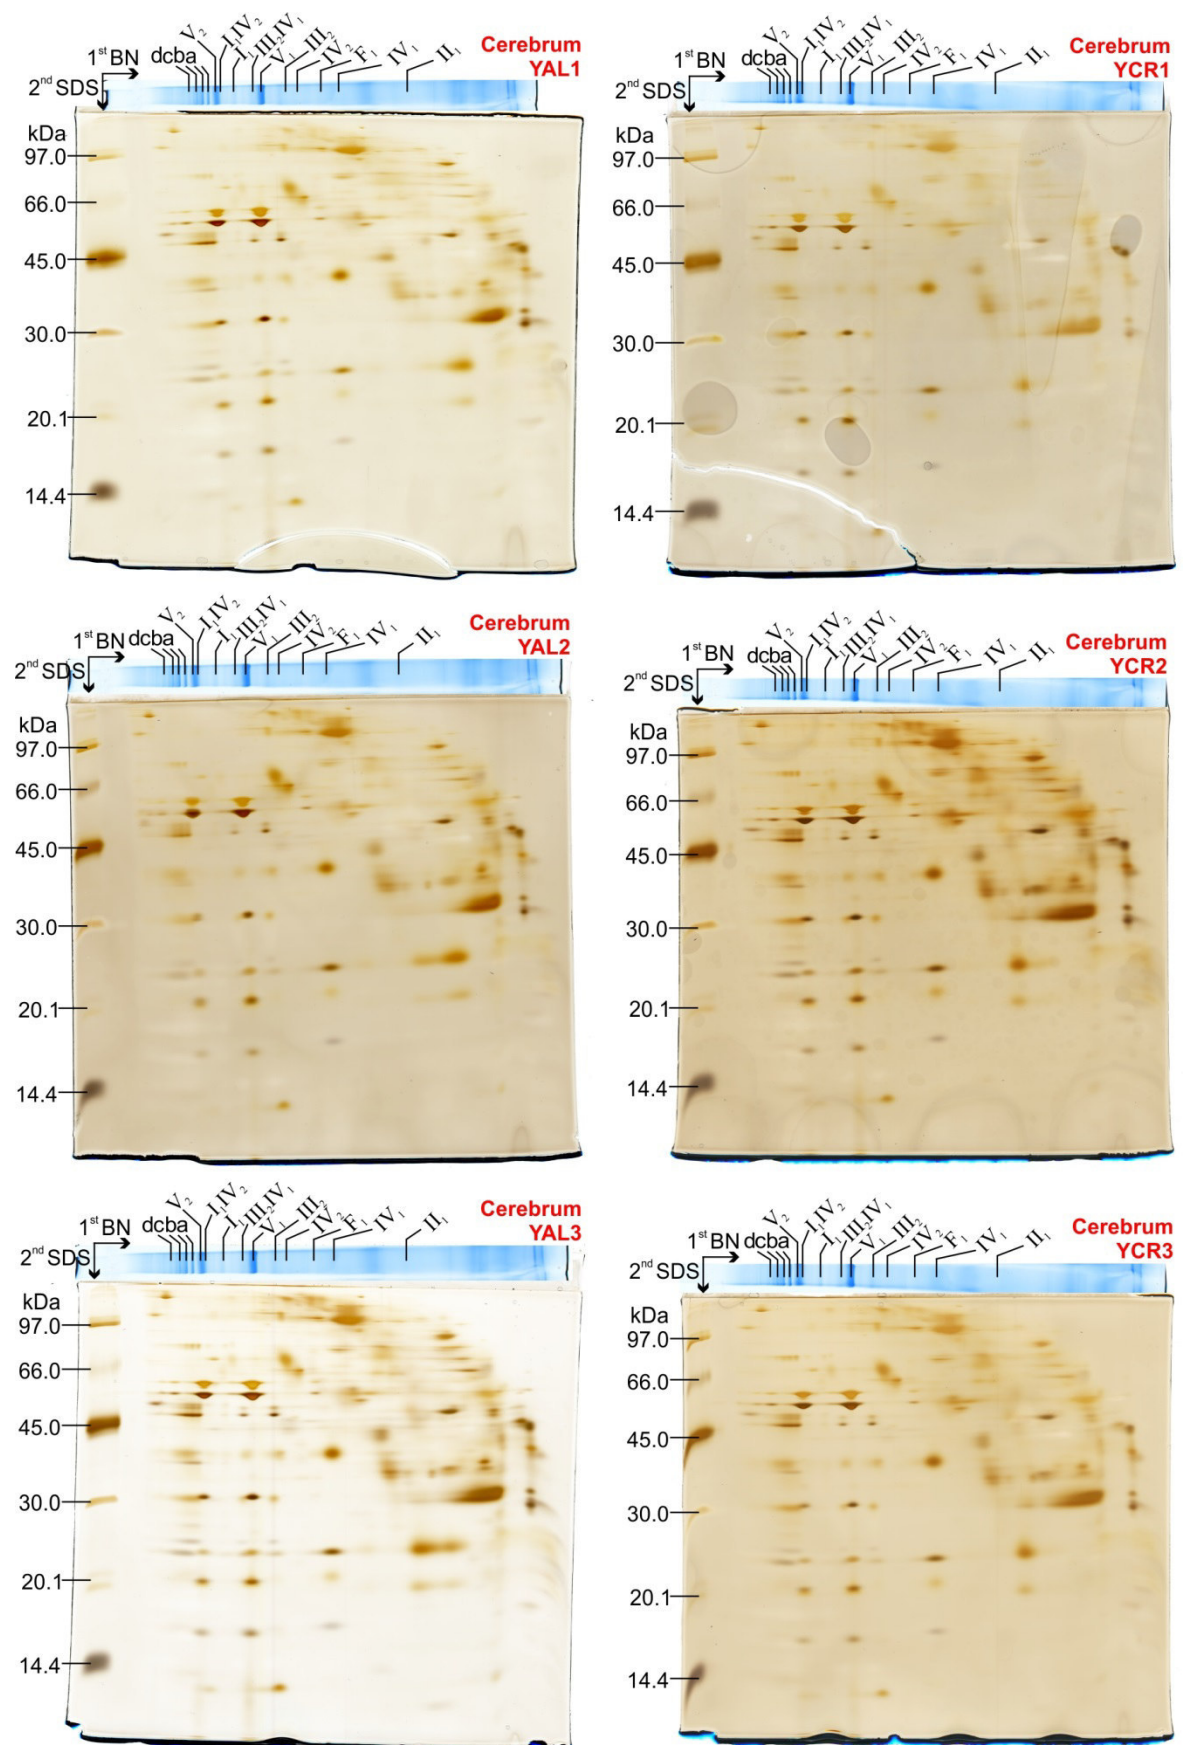 Cerebrum
YAL1
1st BN
2nd SDS
dcba
V2
I1IV2
I1
III2IV1
V1
III2
IV2
F1
IV1
II1
kDa
97.0
66.0
45.0
30.0
20.1
14.4
Cerebrum
YCR1
1st BN
2nd SDS
dcba
V2
I1IV2
I1
III2IV1
V1
III2
IV2
F1
IV1
II1
kDa
97.0
66.0
45.0
30.0
20.1
14.4
Cerebrum
YAL2
1st BN
2nd SDS
dcba
V2
I1IV2
I1
III2IV1
V1
III2
IV2
F1
IV1
II1
kDa
97.0
66.0
45.0
30.0
20.1
14.4
Cerebrum
YCR2
1st BN
2nd SDS
dcba
V2
I1IV2
I1
III2IV1
V1
III2
IV2
F1
IV1
II1
kDa
97.0
66.0
45.0
30.0
20.1
14.4
Cerebrum
YAL3
1st BN
2nd SDS
dcba
V2
I1IV2
I1
III2IV1
V1
III2
IV2
F1
IV1
II1
kDa
97.0
66.0
45.0
30.0
20.1
14.4
Cerebrum
YCR3
1st BN
2nd SDS
dcba
V2
I1IV2
I1
III2IV1
V1
III2
IV2
F1
IV1
II1
kDa
97.0
66.0
45.0
30.0
20.1
14.4